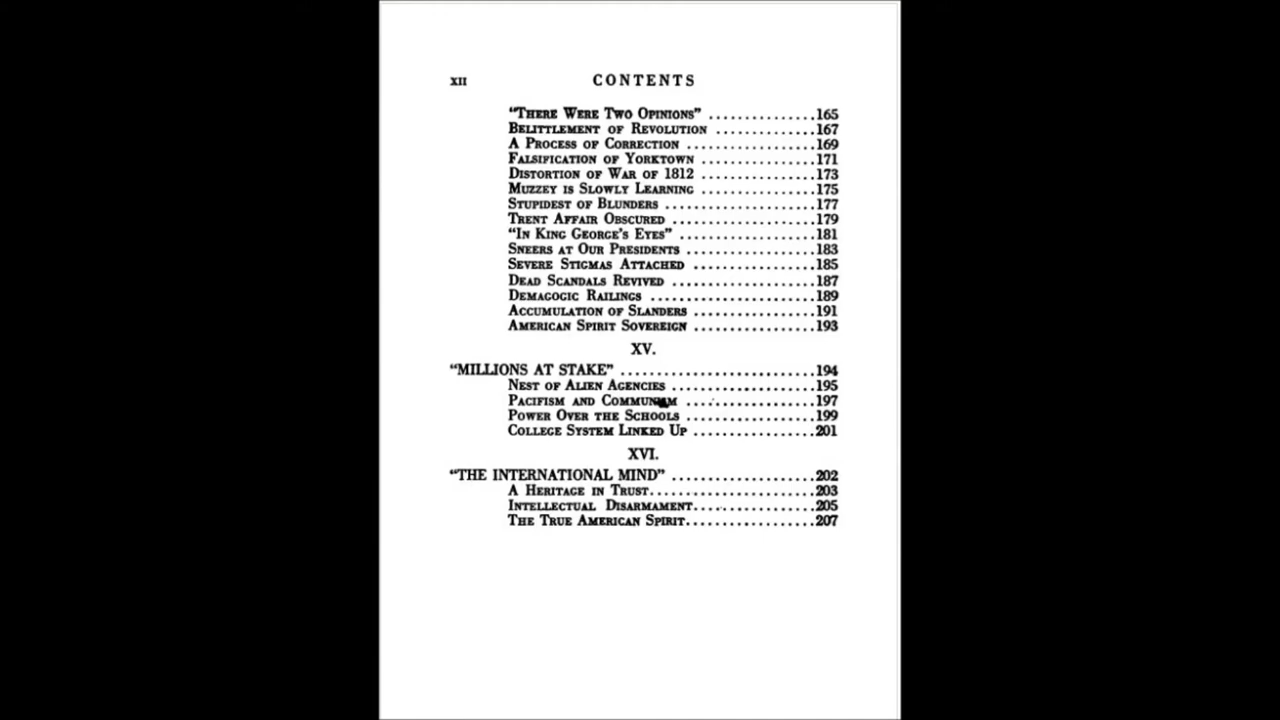 XII CONTENTS
"THERE WERE TWO OPINIONS" ...............165
BELITTLEMENT OF REVOLUTION ..............167
A PROCESS OF CORRECTION ..................169
FALSIFICATION OF YORKTOWN ................171
DISTORTION OF WAR OF 1812 ................173
MUZZEY IS SLOWLY LEARNING ................175
STUPIDEST OF BLUNDERS .....................177
TRENT AFFAIR OBSCURED ....................179
"IN KING GEORGE'S EYES" ...................181
SNEERS AT OUR PRESIDENTS ..................183
SEVERE STIGMAS ATTACHED .................185
DEAD SCANDALS REVIVED ....................187
DEMAGOGIC RAILINGS .......................189
ACCUMULATION OF SLANDERS .................191
AMERICAN SPIRIT SOVEREIGN .................193
XV.
"MILLIONS AT STAKE" ...........................194
NEST OF ALIEN AGENCIES ....................195
PACIFISM AND COMMUNISM ..................197
POWER OVER THE SCHOOLS ..................199
COLLEGE SYSTEM LINKED UP .................201
XVI.
"THE INTERNATIONAL MIND" ....................202
A HERITAGE IN TRUST.......................203
INTELLECTUAL DISARMAMENT.................205
THE TRUE AMERICAN SPIRIT..................207